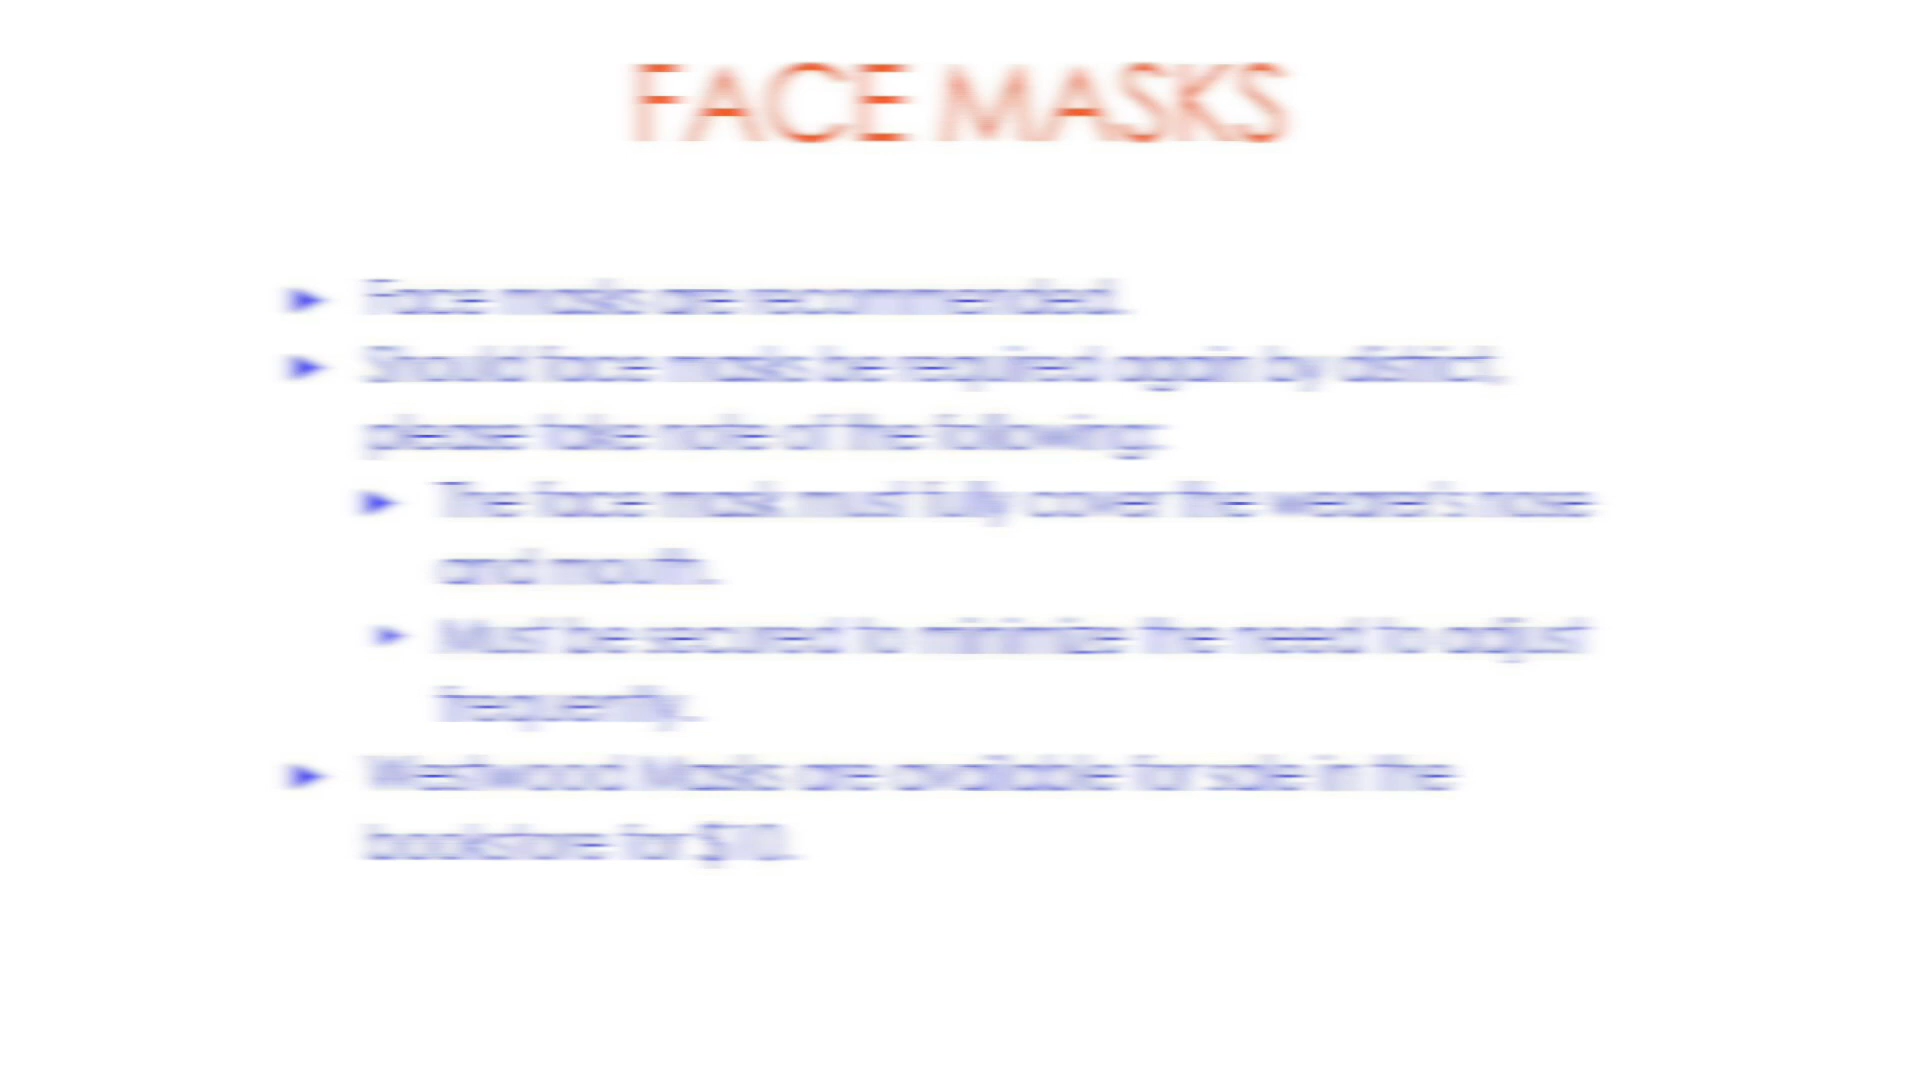 FACE MASKS
Face masks are recommended.
Should face masks be required again by district,
please take note of the following:
The face mask must fully cover the wearer's nose
and mouth.
Must be secured to minimize the need to adjust
frequently.
Westwood Masks are available for sale in the
bookstore for $10.